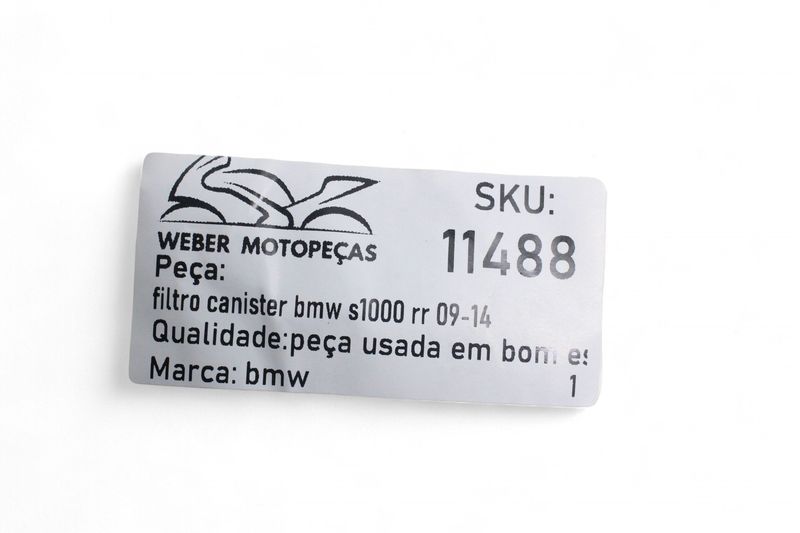 WEBER MOTOPEÇAS
SKU:
11488
Peça:
filtro canister bmw s1000 rr 09-14
Qualidade:peça usada em bom es
Marca: bmw
1